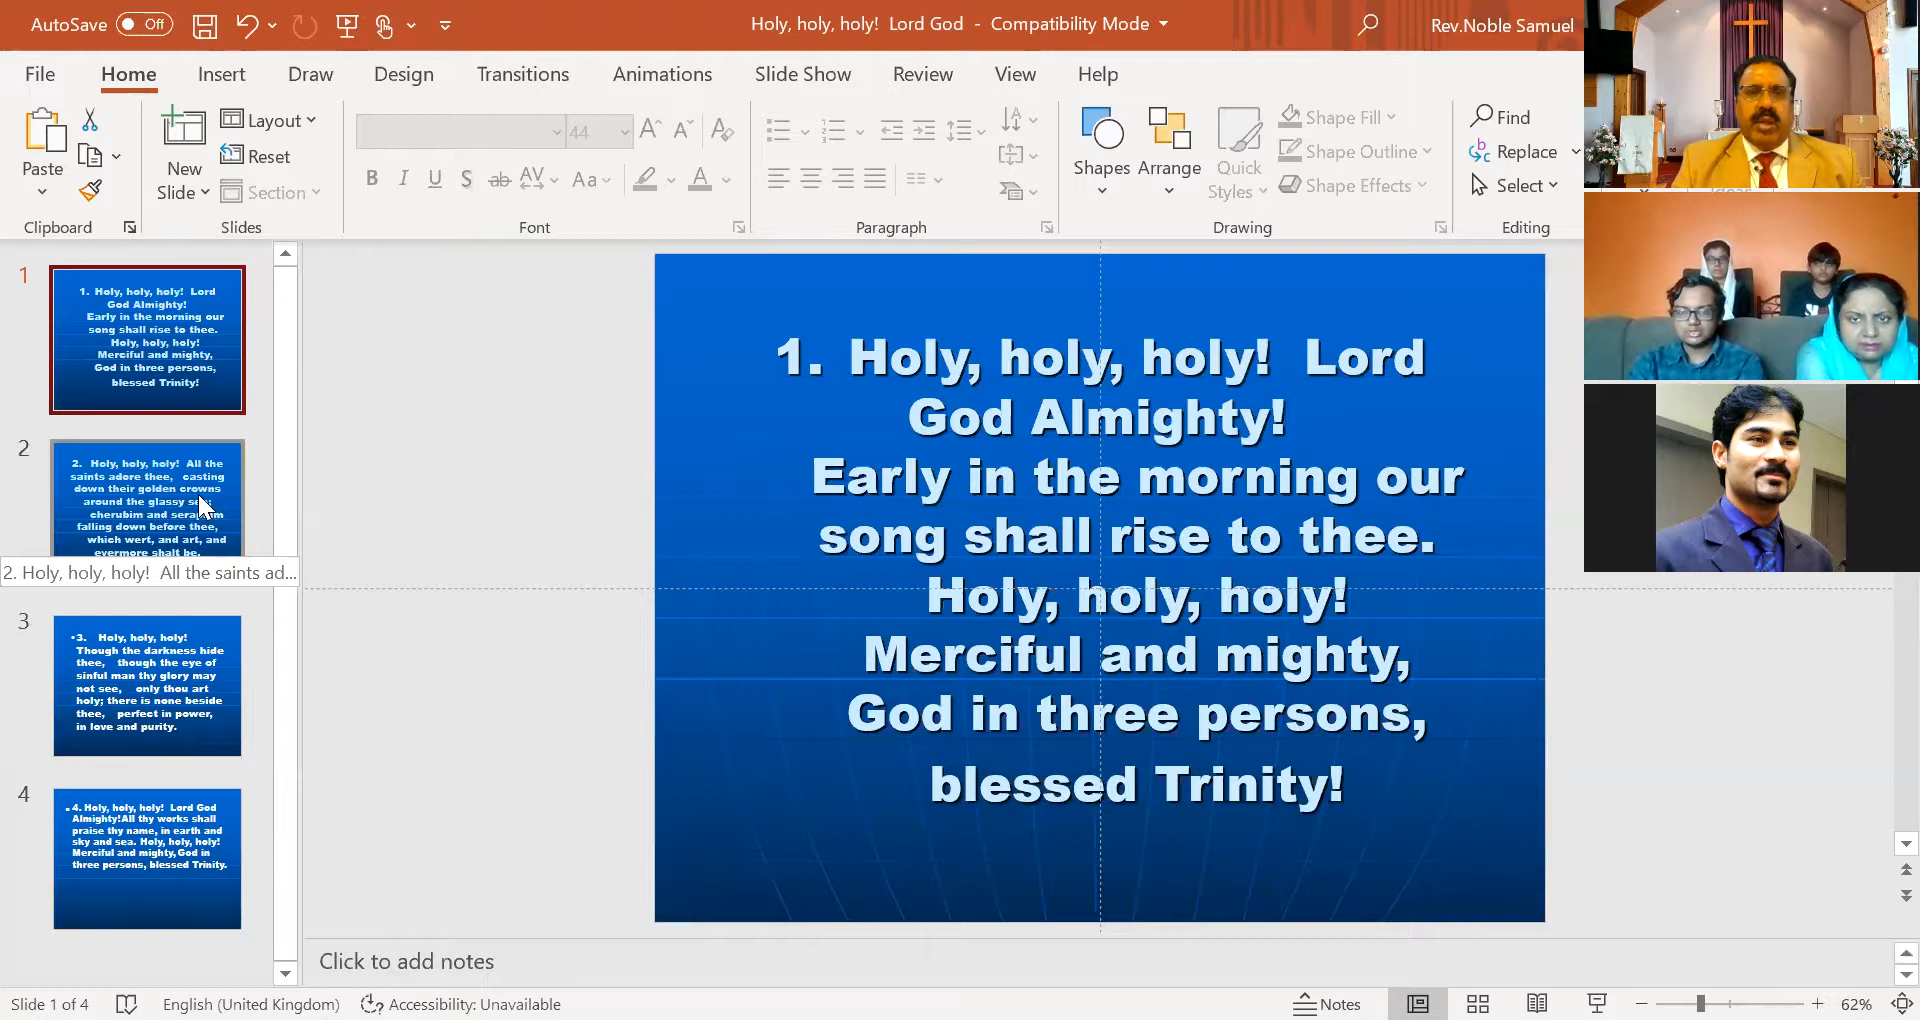 AutoSave Off
Holy, holy, holy!  Lord God  -  Compatibility Mode
Rev.Noble Samuel
File Home Insert Draw Design Transitions Animations Slide Show Review View Help
Paste
Clipboard
New
Slide
Layout
Reset
Section
Slides
44
B I U S ab AV Aa A
Font
Paragraph
Shapes
Arrange
Quick
Styles
Shape Fill
Shape Outline
Shape Effects
Drawing
Find
Replace
Select
Editing
1
1. Holy, holy, holy!  Lord
God Almighty!
Early in the morning our
song shall rise to thee.
Holy, holy, holy!
Merciful and mighty,
God in three persons,
blessed Trinity!
2
2.  Holy, holy, holy!  All the
saints adore thee,   casting
down their golden crowns
around the glassy
cherubim and
falling down before thee,
which wert, and art, and
evermore shalt be.
2. Holy, holy, holy!  All the saints ad...
3
•3.   Holy, holy, holy!
Though the darkness hide
thee,   though the eye of
sinful man thy glory may
not see,   only thou art
holy; there is none beside
thee,   perfect in power,
in love and purity.
4
▪ 4. Holy, holy, holy!  Lord God
Almighty!All thy works shall
praise thy name, in earth and
sky and sea.  Holy, holy, holy!
Merciful and mighty,God in
three persons, blessed Trinity.
1. Holy, holy, holy!  Lord
God Almighty!
Early in the morning our
song shall rise to thee.
Holy, holy, holy!
Merciful and mighty,
God in three persons,
blessed Trinity!
Click to add notes
Slide 1 of 4
English (United Kingdom)
Accessibility: Unavailable
Notes
62%